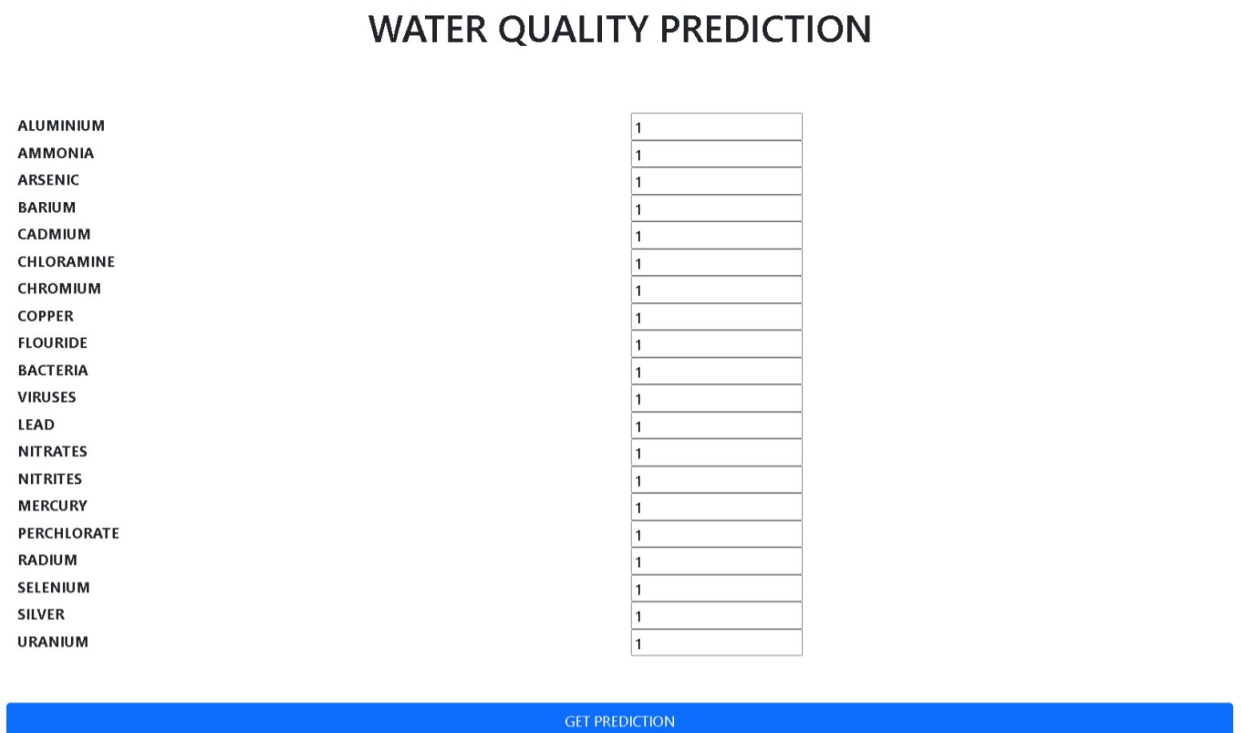 WATER QUALITY PREDICTION
ALUMINIUM 1
AMMONIA 1
ARSENIC 1
BARIUM 1
CADMIUM 1
CHLORAMINE 1
CHROMIUM 1
COPPER 1
FLOURIDE 1
BACTERIA 1
VIRUSES 1
LEAD 1
NITRATES 1
NITRITES 1
MERCURY 1
PERCHLORATE 1
RADIUM 1
SELENIUM 1
SILVER 1
URANIUM 1
GET PREDICTION